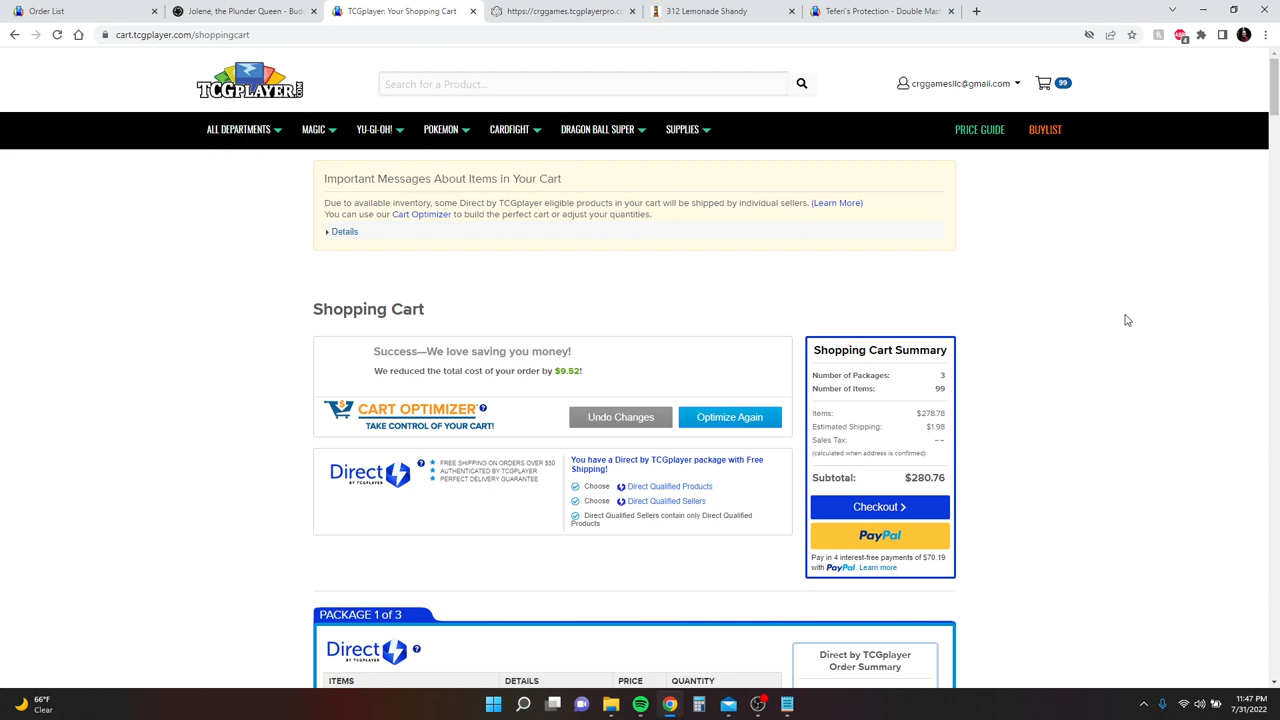 Order List
Jolene, the Plunder Queen - Budg
TCGplayer: Your Shopping Cart
https://crggames.tcgplayerpro.co
312 Lemonade Shandy
Teferi's Protection - Double Mast
cart.tcgplayer.com/shoppingcart
TCGPLAYER.COM
Search for a Product...
crggamesllc@gmail.com
99
ALL DEPARTMENTS
MAGIC
YU-GI-OH!
POKEMON
CARDFIGHT
DRAGON BALL SUPER
SUPPLIES
PRICE GUIDE
BUYLIST
Important Messages About Items in Your Cart
Due to available inventory, some Direct by TCGplayer eligible products in your cart will be shipped by individual sellers. (Learn More)
You can use our Cart Optimizer to build the perfect cart or adjust your quantities.
Details
Shopping Cart
Success—We love saving you money!
We reduced the total cost of your order by $9.52!
CART OPTIMIZER ?
TAKE CONTROL OF YOUR CART!
Undo Changes
Optimize Again
Direct ?
BY TCGPLAYER
FREE SHIPPING ON ORDERS OVER $50
AUTHENTICATED BY TCGPLAYER
PERFECT DELIVERY GUARANTEE
You have a Direct by TCGplayer package with Free
Shipping!
Choose Direct Qualified Products
Choose Direct Qualified Sellers
Direct Qualified Sellers contain only Direct Qualified
Products
Shopping Cart Summary
Number of Packages: 3
Number of Items: 99
Items: $278.78
Estimated Shipping: $1.98
Sales Tax: --
(calculated when address is confirmed)
Subtotal: $280.76
Checkout
PayPal
Pay in 4 interest-free payments of $70.19
with PayPal. Learn more
PACKAGE 1 of 3
Direct ?
BY TCGPLAYER
ITEMS DETAILS PRICE QUANTITY
Direct by TCGplayer
Order Summary
66°F
Clear
11:47 PM
7/31/2022